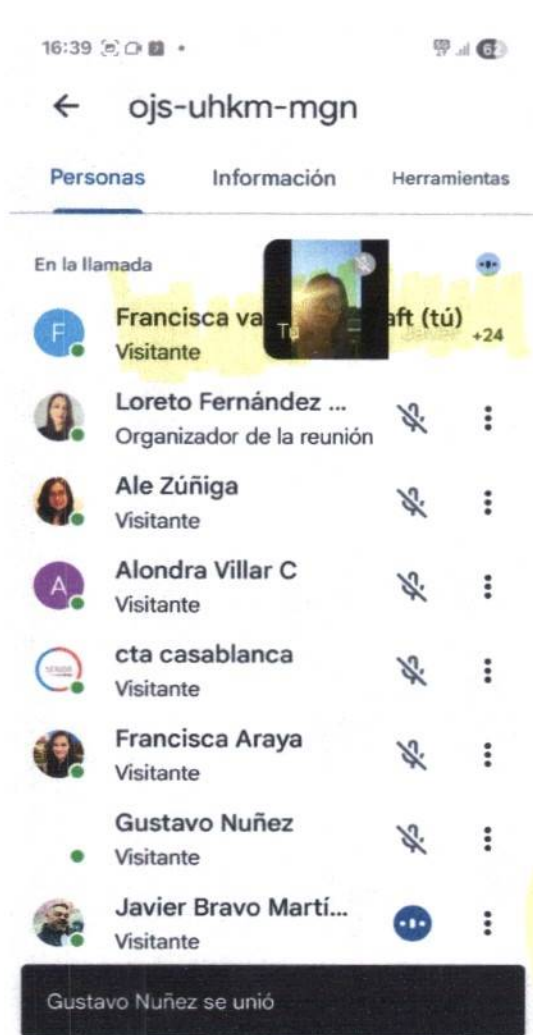 16:39
62
ojs-uhkm-mgn
Personas Información Herramientas
En la llamada
Francisca va aft (tú)
Tú
+24
Visitante
Loreto Fernández ...
Organizador de la reunión
Ale Zúñiga
Visitante
A
Alondra Villar C
Visitante
cta casablanca
Visitante
Francisca Araya
Visitante
Gustavo Nuñez
Visitante
Javier Bravo Martí...
Visitante
Gustavo Nuñez se unió
F